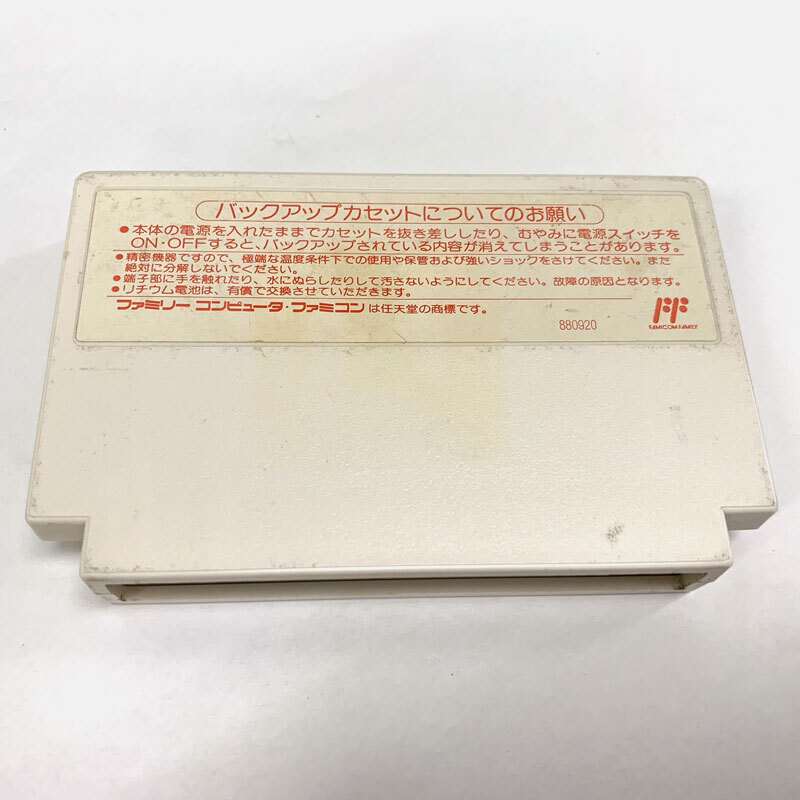 バックアップカセットについてのお願い
●本体の電源を入れたままでカセットを抜き差ししたり、むやみに電源スイッチを
ON・OFFすると、バックアップされている内容が消えてしまうことがあります。
●精密機器ですので、極端な温度条件下での使用や保管および強いショックをさけてください。また
絶対に分解しないでください。
●端子部に手を触れたり、水にぬらしたりして汚さないようにしてください。故障の原因となります。
●リチウム電池は、有償で交換させていただきます。
ファミリー コンピュータ・ファミコンは任天堂の商標です。
880920
FF
FAMICOM FAMILY